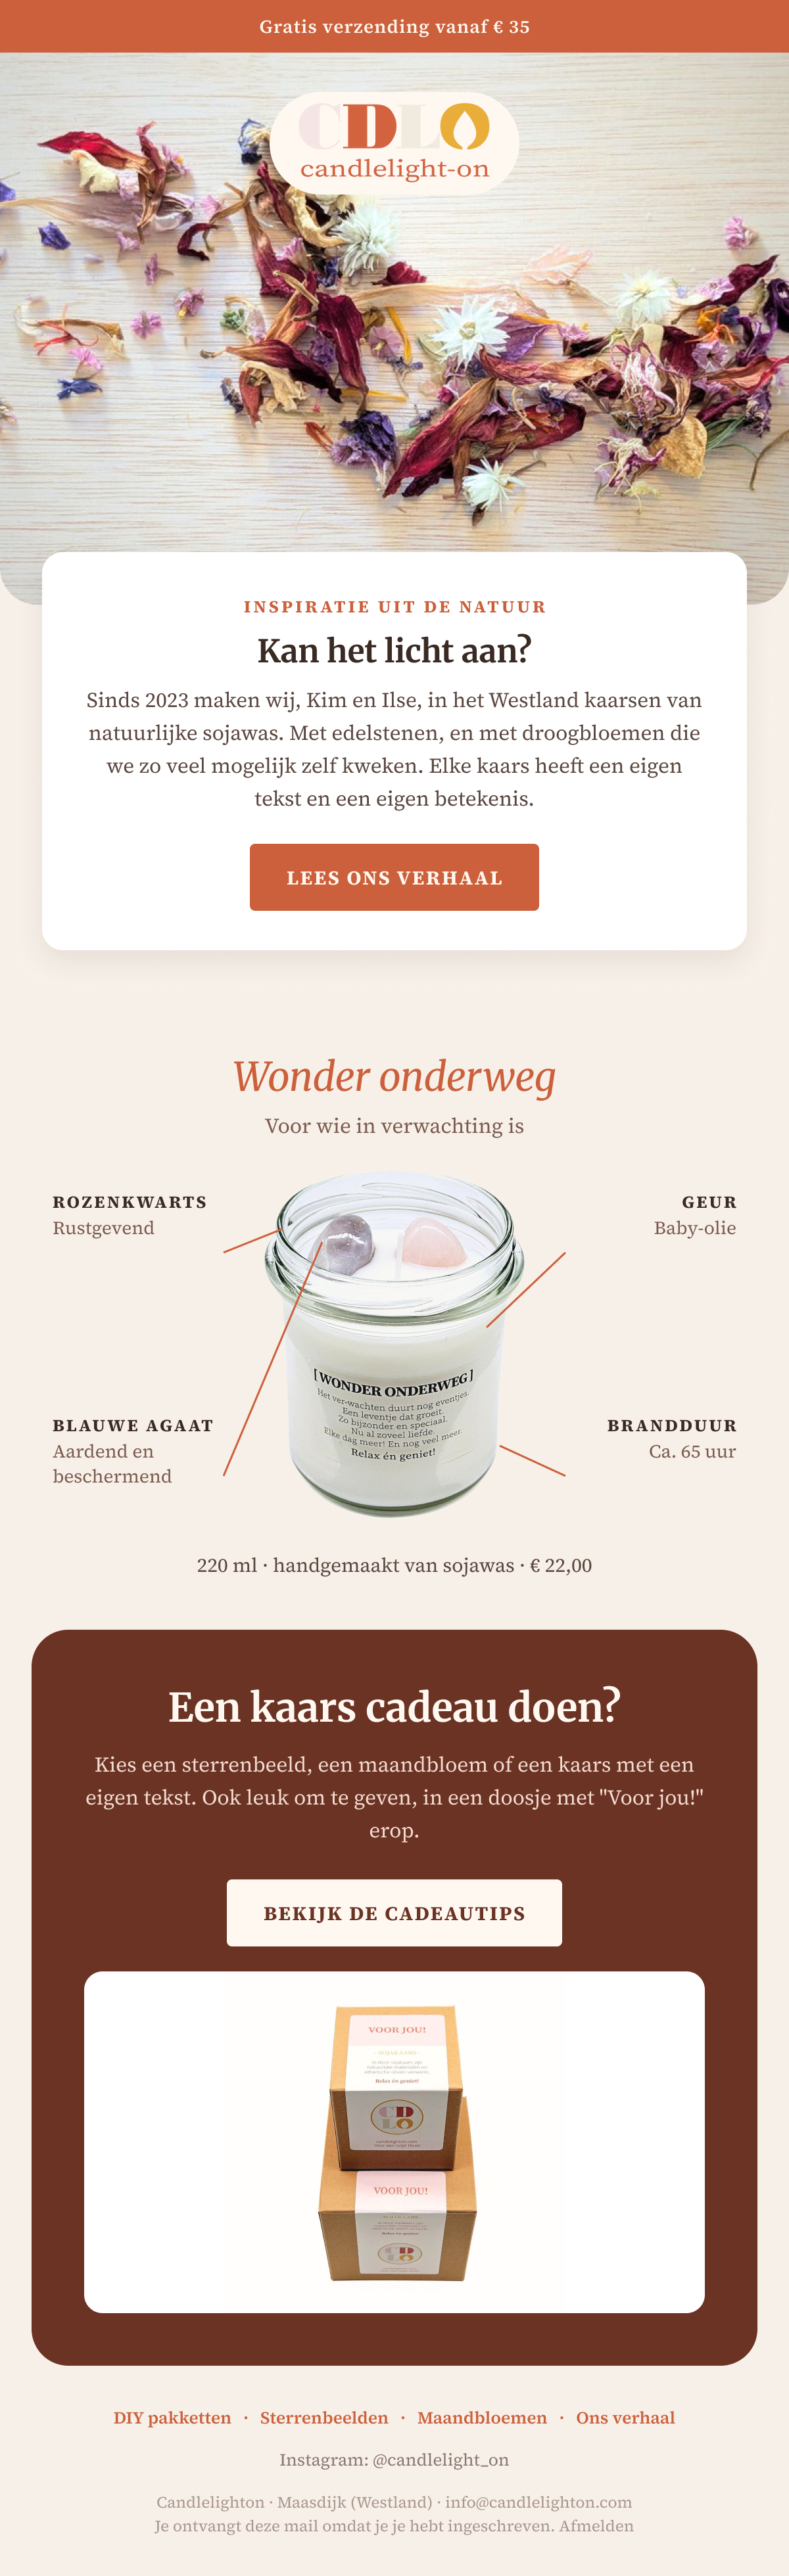 Gratis verzending vanaf € 35
CDLO
candlelight-on
INSPIRATIE UIT DE NATUUR
Kan het licht aan?
Sinds 2023 maken wij, Kim en Ilse, in het Westland kaarsen van
natuurlijke sojawas. Met edelstenen, en met droogbloemen die
we zo veel mogelijk zelf kweken. Elke kaars heeft een eigen
tekst en een eigen betekenis.
LEES ONS VERHAAL
Wonder onderweg
Voor wie in verwachting is
ROZENKWARTS
Rustgevend
GEUR
Baby-olie
[WONDER ONDERWEG]
Het ver-wachten duurt nog eventjes.
Een leventje dat groeit.
Zo bijzonder en speciaal.
Nu al zoveel liefde.
Elke dag meer! En nog veel meer.
Relax én geniet!
BLAUWE AGAAT
Aardend en
beschermend
BRANDDUUR
Ca. 65 uur
220 ml · handgemaakt van sojawas · € 22,00
Een kaars cadeau doen?
Kies een sterrenbeeld, een maandbloem of een kaars met een
eigen tekst. Ook leuk om te geven, in een doosje met "Voor jou!"
erop.
BEKIJK DE CADEAUTIPS
VOOR JOU!
Relax én geniet!
CDLO
VOOR JOU!
CDLO
DIY pakketten · Sterrenbeelden · Maandbloemen · Ons verhaal
Instagram: @candlelight_on
Candlelighton · Maasdijk (Westland) · info@candlelighton.com
Je ontvangt deze mail omdat je je hebt ingeschreven. Afmelden